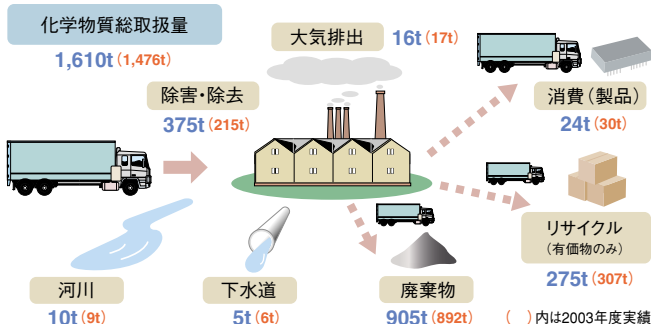 化学物質総取扱量
1,610t(1,476t)
大気排出 16t(17t)
除害・除去
375t(215t)
消費(製品)
24t(30t)
リサイクル
(有価物のみ)
275t(307t)
河川
10t(9t)
下水道
5t(6t)
廃棄物
905t(892t)
( )内は2003年度実績